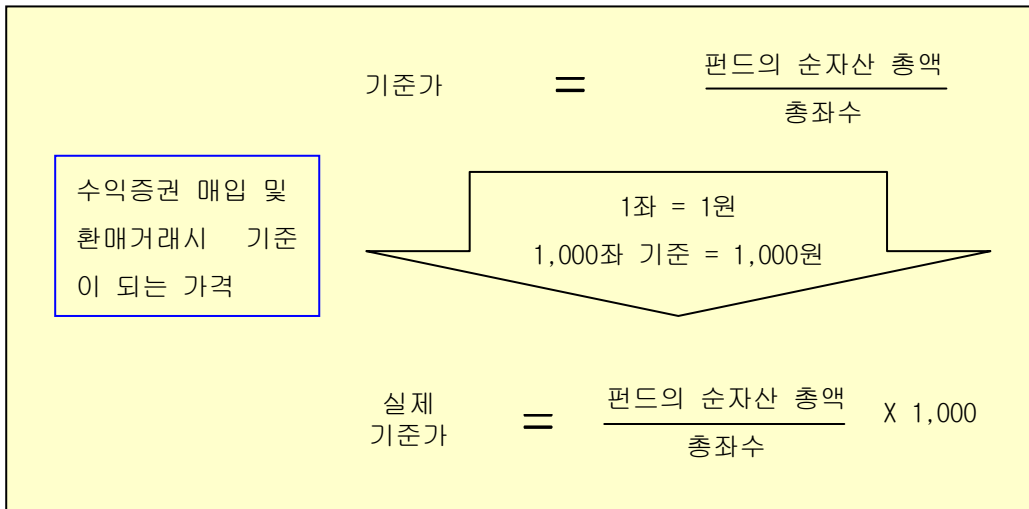 기준가 = 펀드의 순자산 총액
총좌수
수익증권 매입 및
환매거래시 기준
이 되는 가격
1좌 = 1원
1,000좌 기준 = 1,000원
실제
기준가 = 펀드의 순자산 총액 X 1,000
총좌수